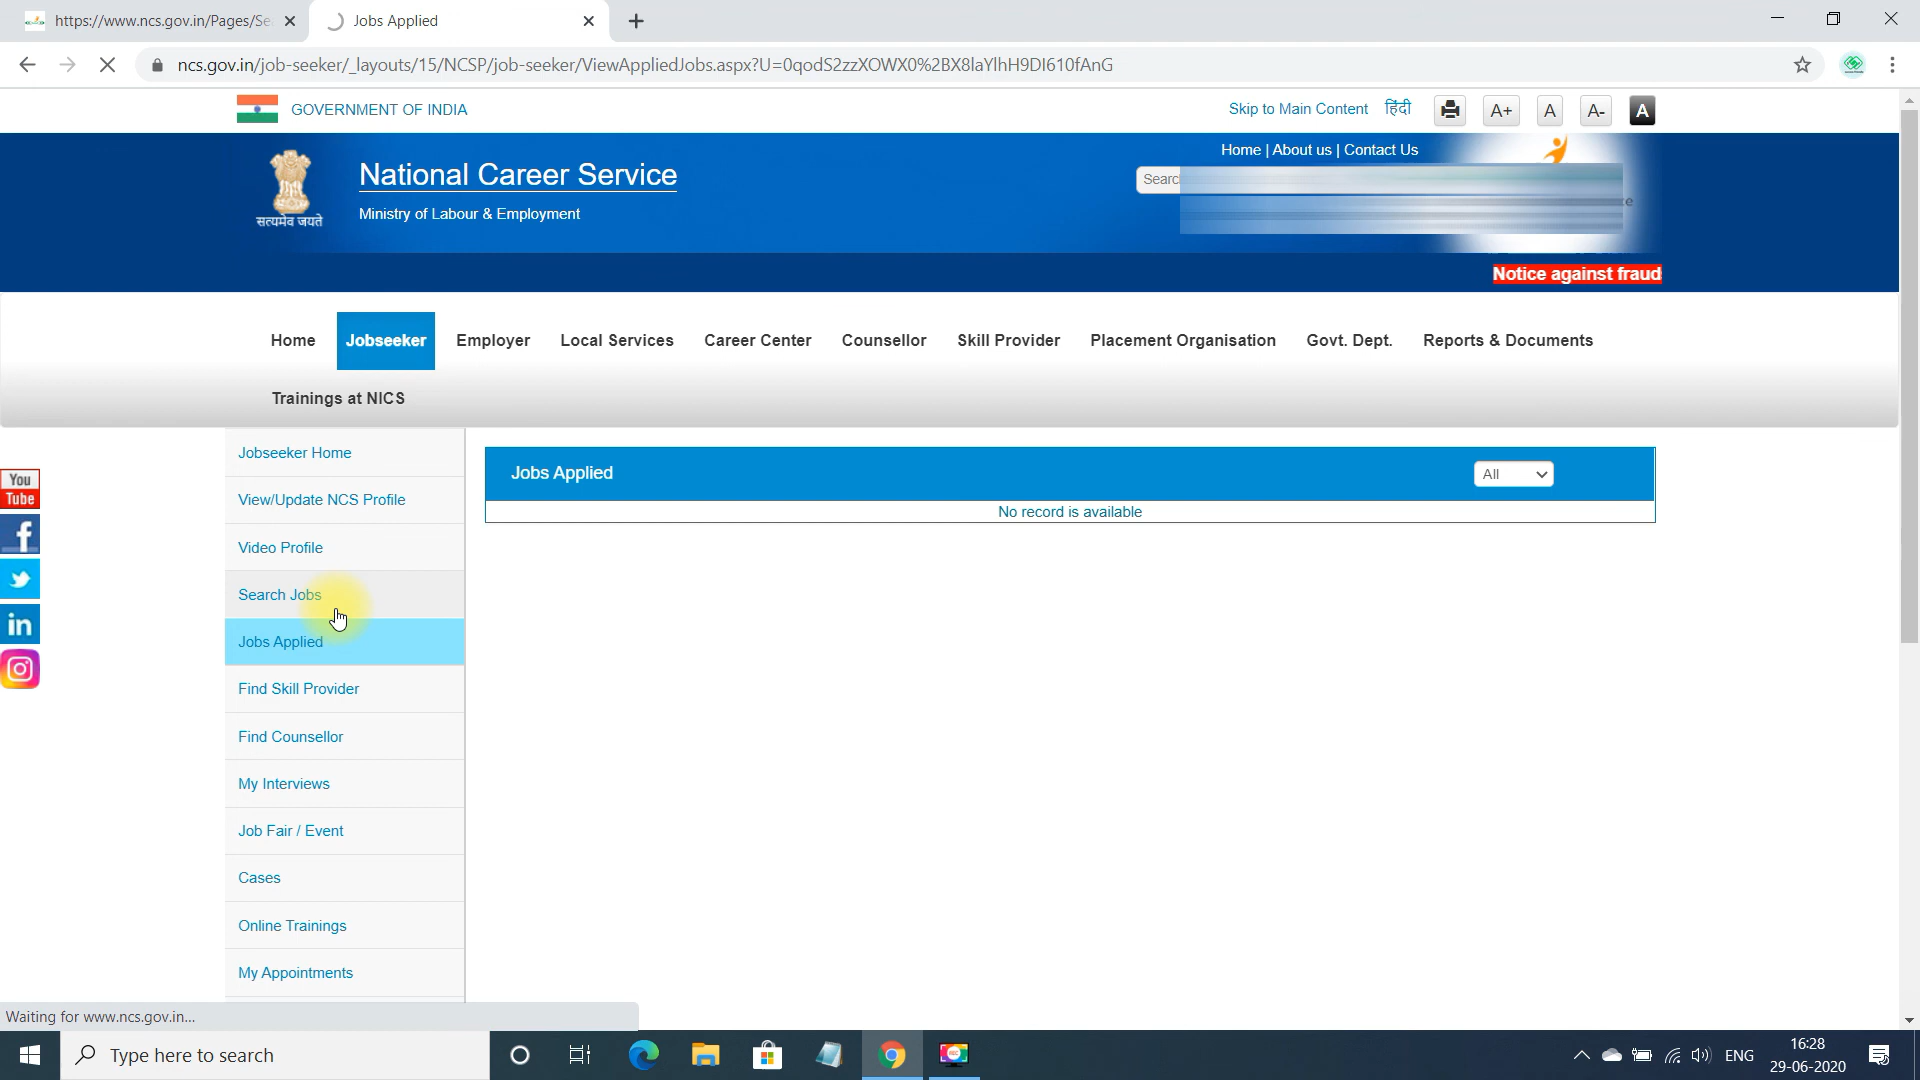 https://www.ncs.gov.in/Pages/Se
Jobs Applied
ncs.gov.in/job-seeker/_layouts/15/NCSP/job-seeker/ViewAppliedJobs.aspx?U=0qodS2zzXOWX0%2BX8laYlhH9DI610fAnG
GOVERNMENT OF INDIA
Skip to Main Content हिंदी A+ A A- A
Home | About us | Contact Us
National Career Service
Searc
Ministry of Labour & Employment
सत्यमेव जयते
Notice against fraud
Home Jobseeker Employer Local Services Career Center Counsellor Skill Provider Placement Organisation Govt. Dept. Reports & Documents
Trainings at NICS
Jobseeker Home
Jobs Applied All
View/Update NCS Profile
No record is available
You
Tube
Video Profile
Search Jobs
in
Jobs Applied
Find Skill Provider
Find Counsellor
My Interviews
Job Fair / Event
Cases
Online Trainings
My Appointments
Waiting for www.ncs.gov.in...
Type here to search
ENG
16:28
29-06-2020